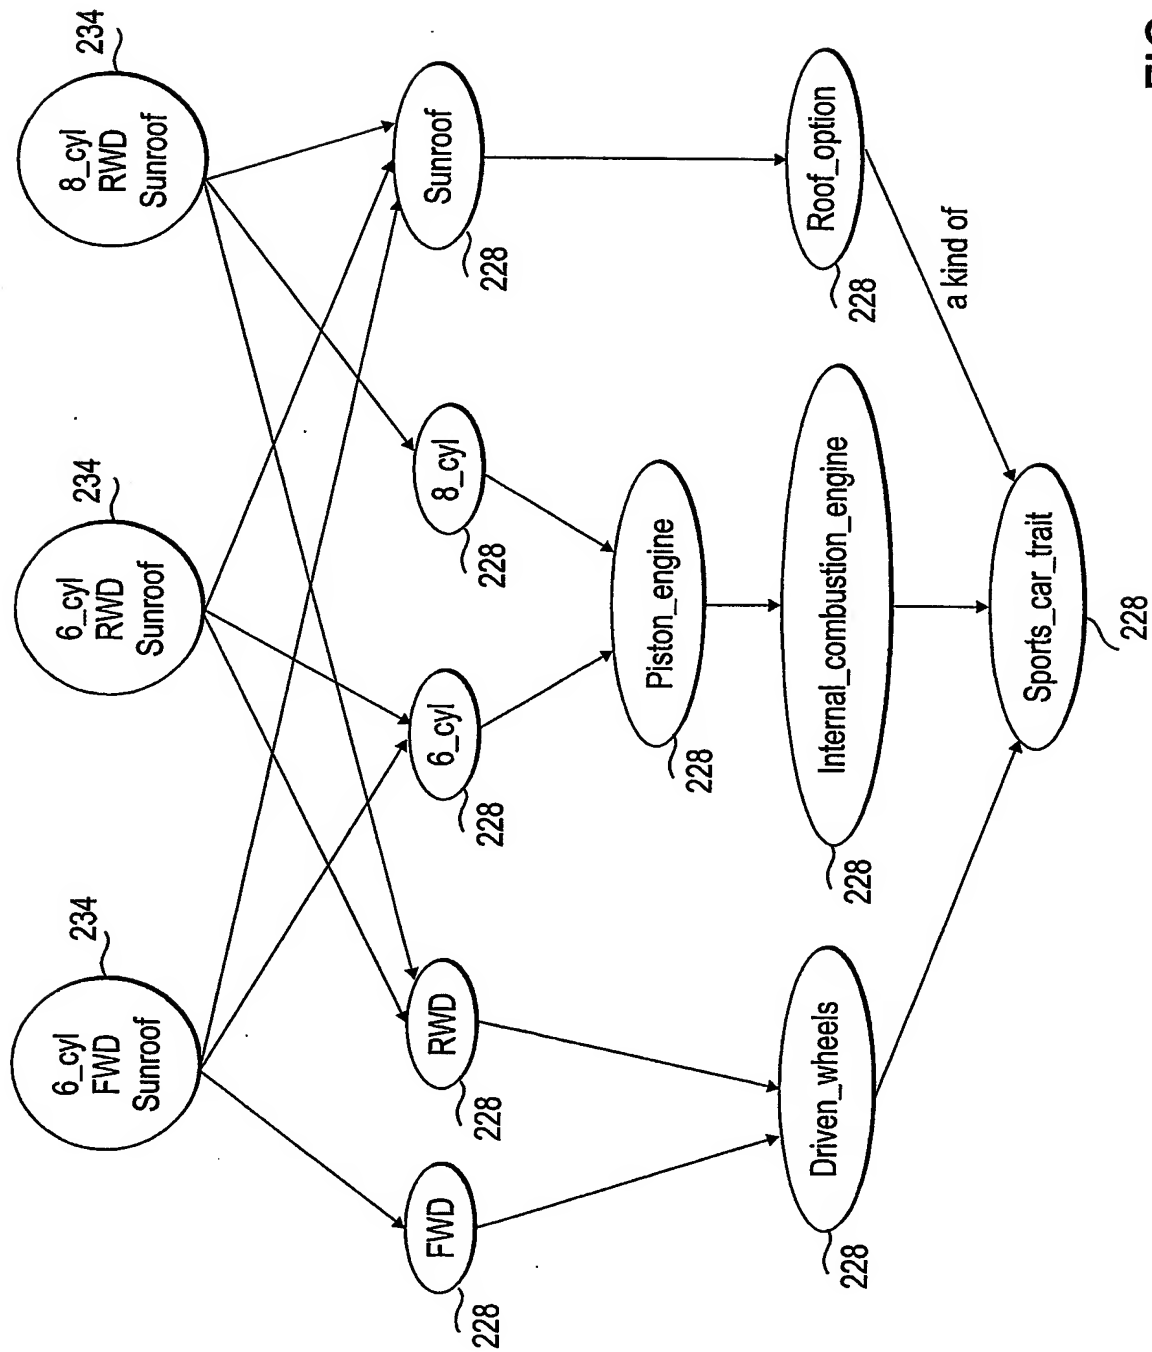 234
6_cyl
FWD
Sunroof
234
6_cyl
RWD
Sunroof
234
8_cyl
RWD
Sunroof
FWD
228
RWD
228
6_cyl
228
8_cyl
228
Sunroof
228
Piston_engine
228
Driven_wheels
228
Internal_combustion_engine
228
Roof_option
228
a kind of
Sports_car_trait
228
FIG